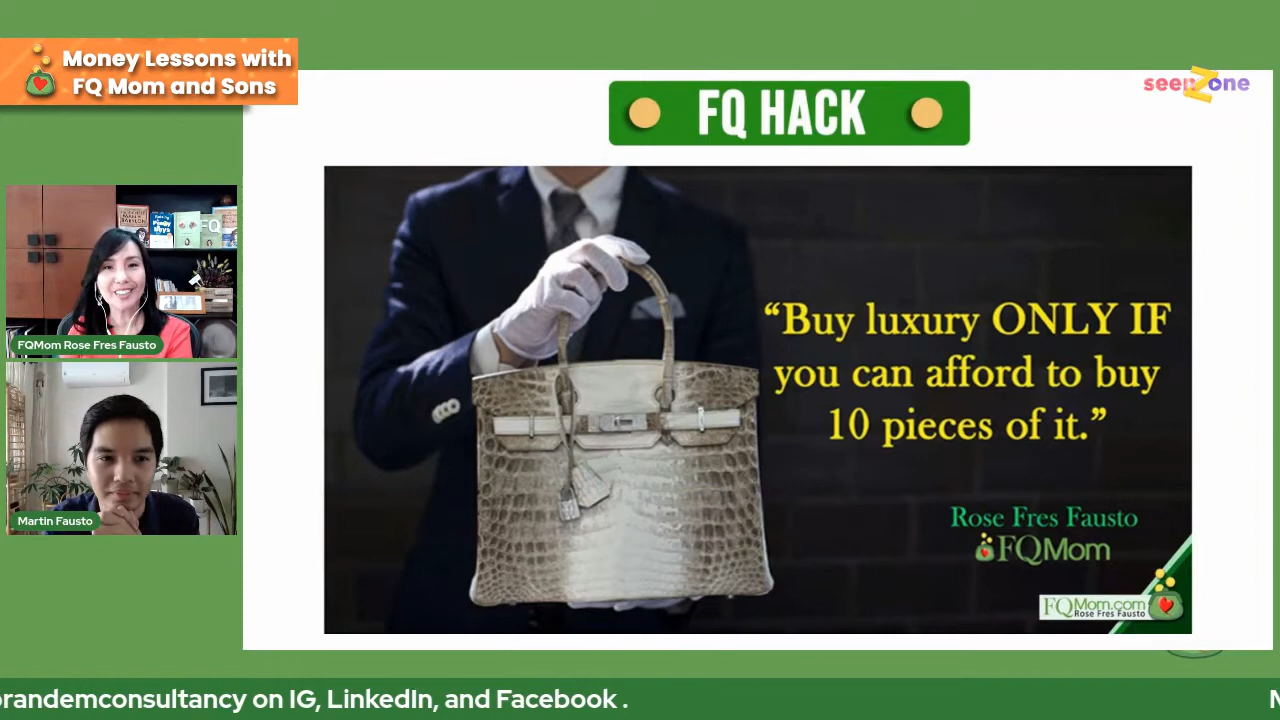 Money Lessons with
FQ Mom and Sons
seenZone
FQ HACK
“Buy luxury ONLY IF
you can afford to buy
10 pieces of it.”
Rose Fres Fausto
FQMom
FQMom.com
Rose Fres Fausto
FQ
FQMom Rose Fres Fausto
Martin Fausto
brandemconsultancy on IG, LinkedIn, and Facebook .